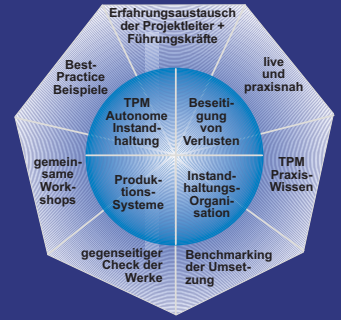 Erfahrungsaustausch
der Projektleiter +
Führungskräfte
Best-
Practice
Beispiele
live
und
praxisnah
TPM
Autonome
Instand-
haltung
Beseiti-
gung
von
Verlusten
gemein-
same
Work-
shops
TPM
Praxis-
Wissen
Produk-
tions-
Systeme
Instand-
haltungs-
Organi-
sation
gegenseitiger
Check der
Werke
Benchmarking
der Umset-
zung